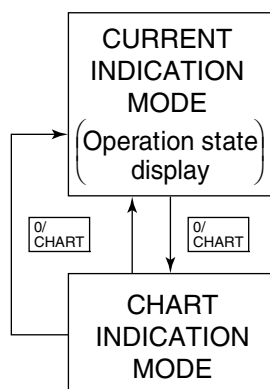 CURRENT
INDICATION
MODE
(Operation state
display)
0/
CHART
0/
CHART
CHART
INDICATION
MODE